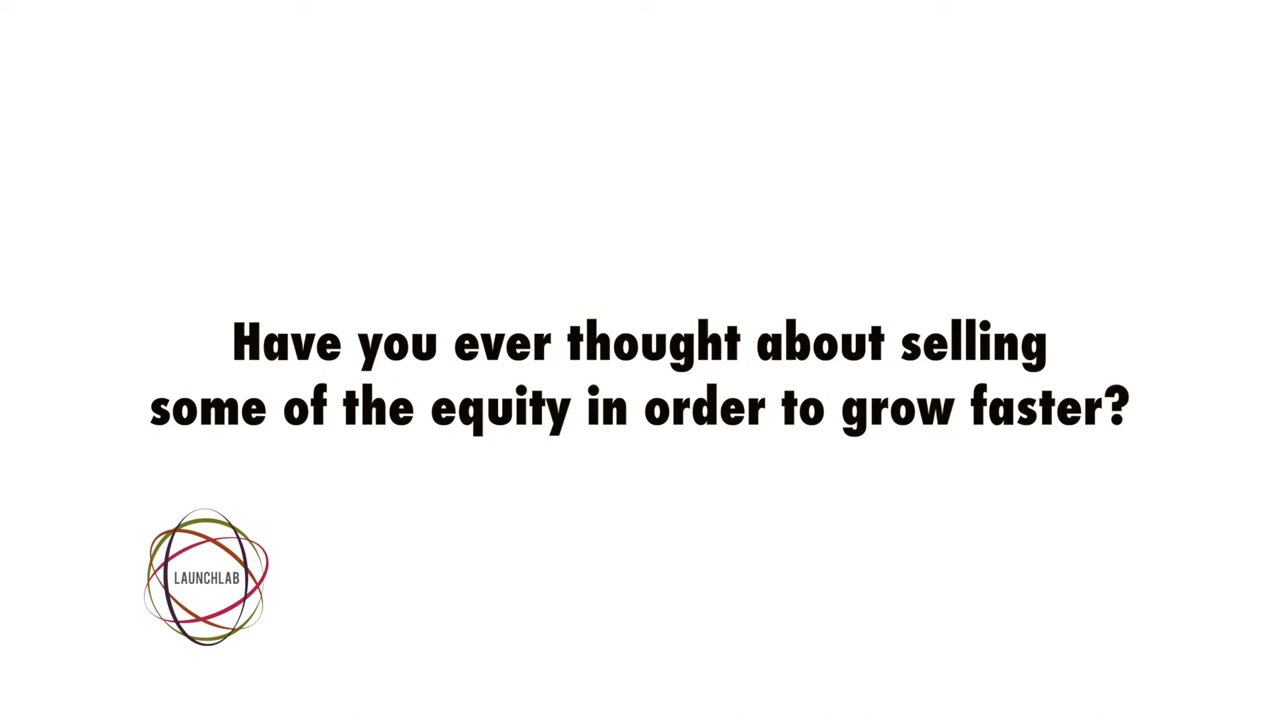 Have you ever thought about selling
some of the equity in order to grow faster?
LAUNCHLAB